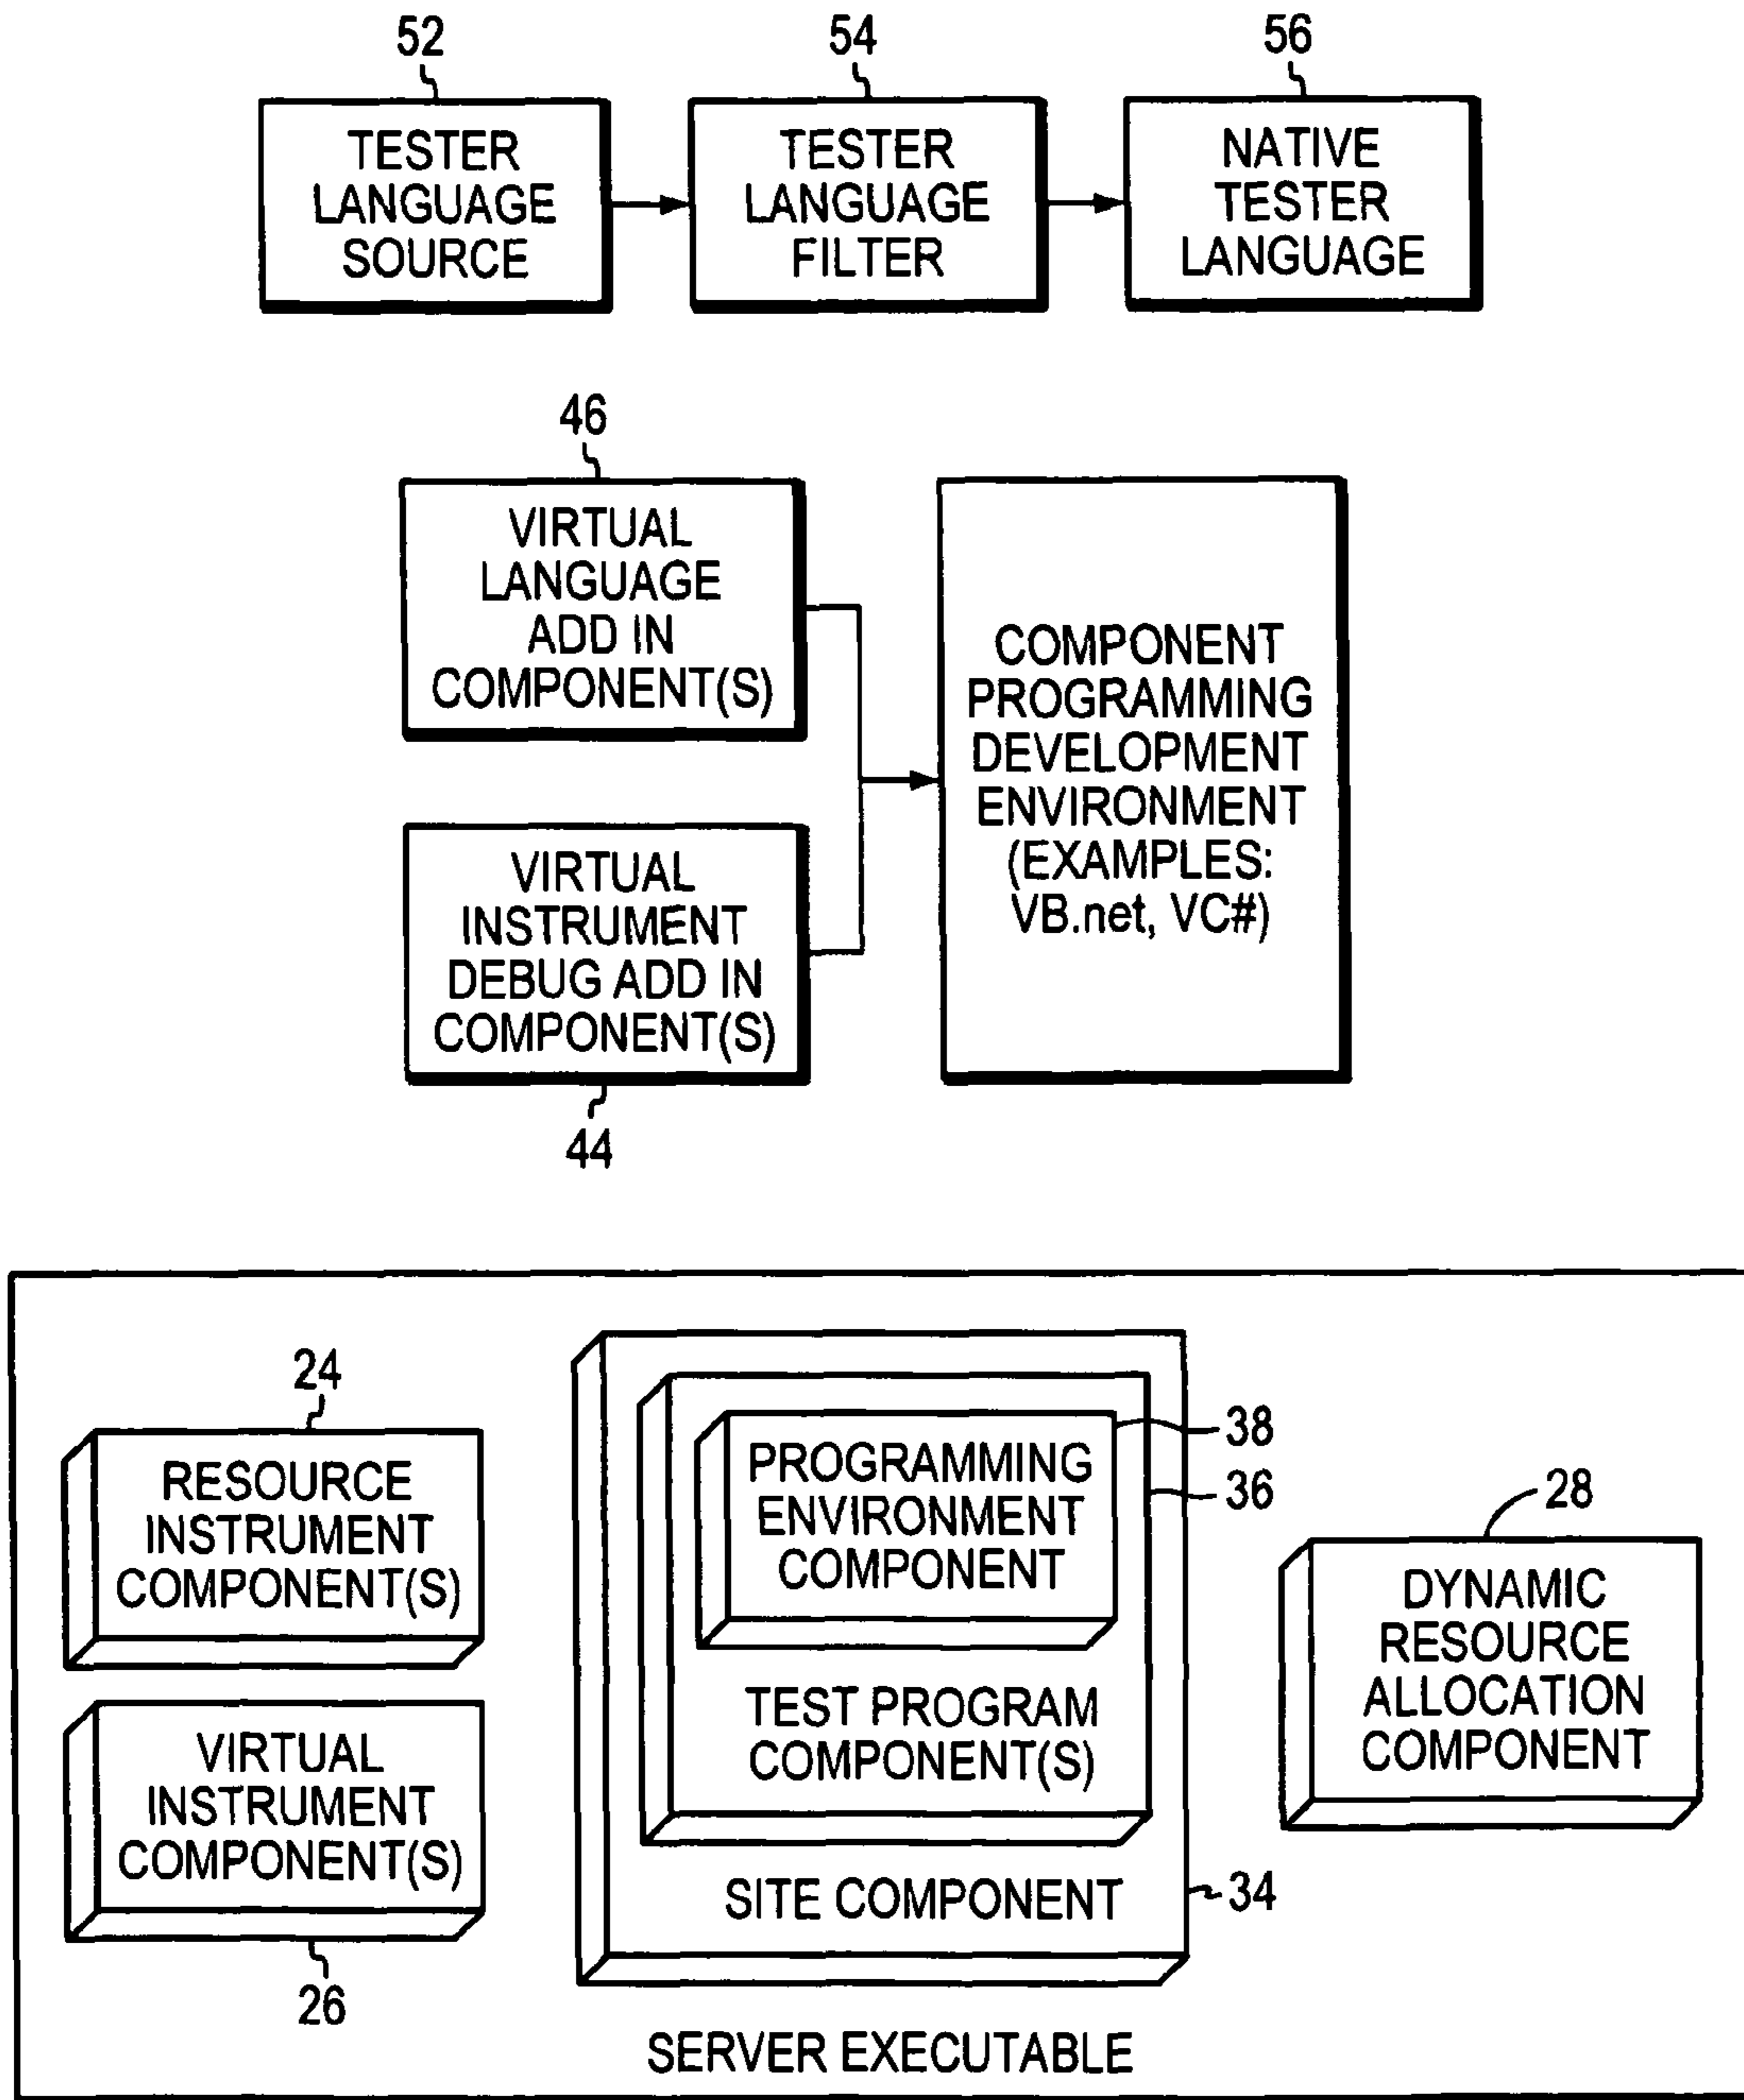 52
54
56
TESTER
LANGUAGE
SOURCE
TESTER
LANGUAGE
FILTER
NATIVE
TESTER
LANGUAGE
46
VIRTUAL
LANGUAGE
ADD IN
COMPONENT(S)
VIRTUAL
INSTRUMENT
DEBUG ADD IN
COMPONENT(S)
44
COMPONENT
PROGRAMMING
DEVELOPMENT
ENVIRONMENT
(EXAMPLES:
VB.net, VC#)
24
RESOURCE
INSTRUMENT
COMPONENT(S)
VIRTUAL
INSTRUMENT
COMPONENT(S)
26
PROGRAMMING
ENVIRONMENT
COMPONENT
38
36
TEST PROGRAM
COMPONENT(S)
SITE COMPONENT
34
28
DYNAMIC
RESOURCE
ALLOCATION
COMPONENT
SERVER EXECUTABLE